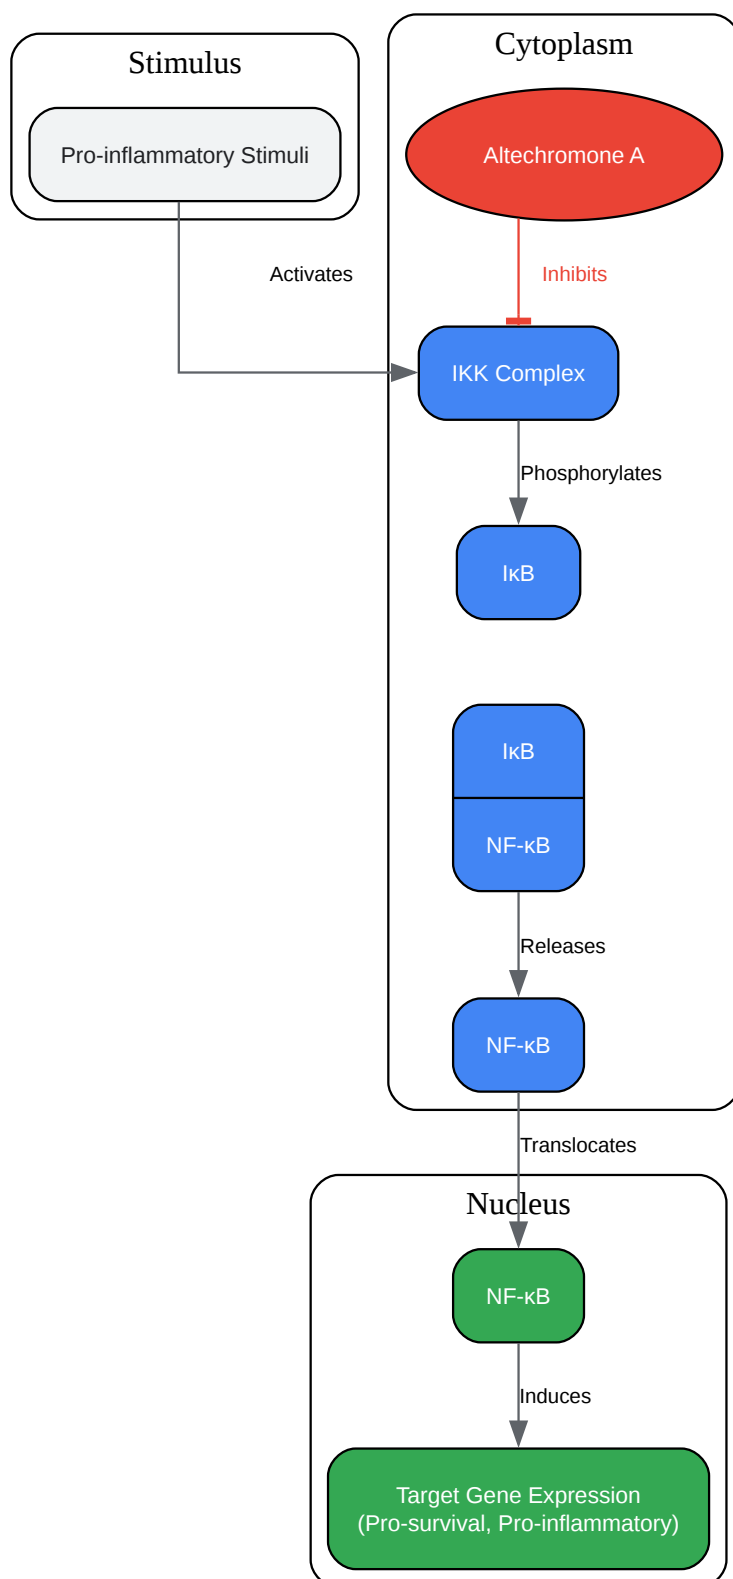 Stimulus
Pro-inflammatory Stimuli
Cytoplasm
Altechromone A
Activates
Inhibits
IKK Complex
Phosphorylates
IκB
IκB
NF-κB
Releases
NF-κB
Translocates
Nucleus
NF-κB
Induces
Target Gene Expression
(Pro-survival, Pro-inflammatory)